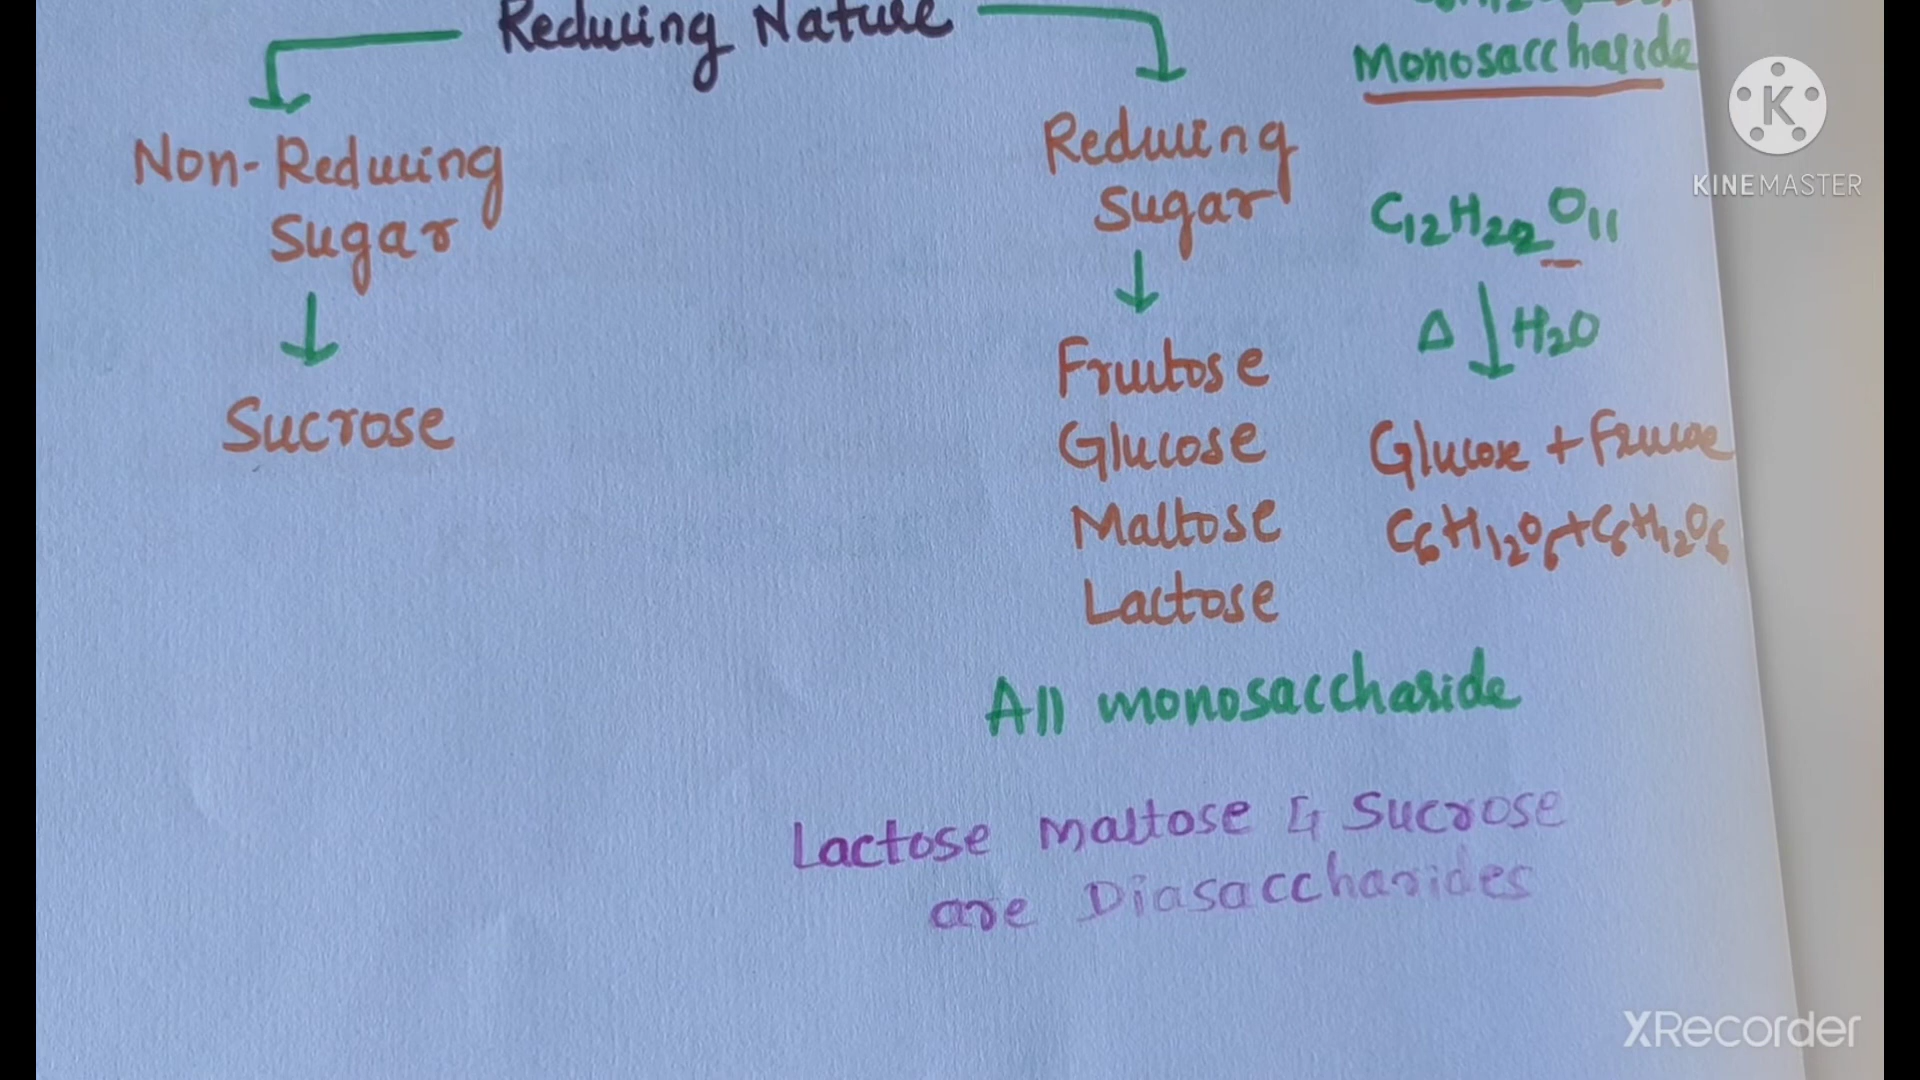 Reducing Nature
Non-Reducing
Sugar
Sucrose
Reducing
Sugar
Fructose
Glucose
Maltose
Lactose
All monosaccharide
Lactose Maltose & Sucrose
are Diasaccharides
Monosaccharide
C12H22O11
Δ H2O
Glucose + Frucose
C6H12O6+C6H12O6
K
KINEMASTER
XRecorder